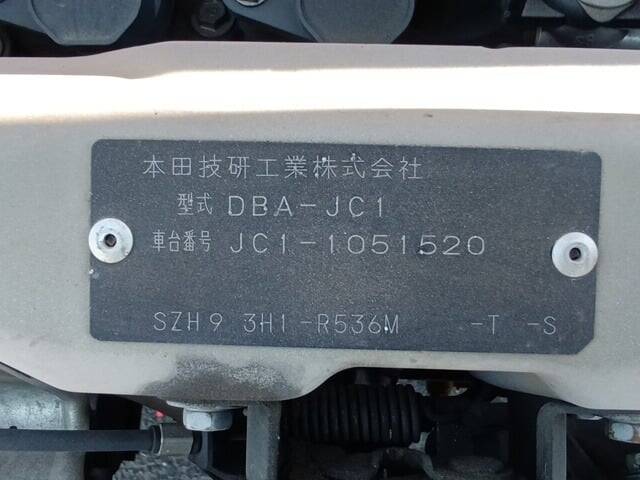 本田技研工業株式会社
型式 DBA-JC1
車台番号 JC1-1051520
SZH9 3H1-R536M -T -S